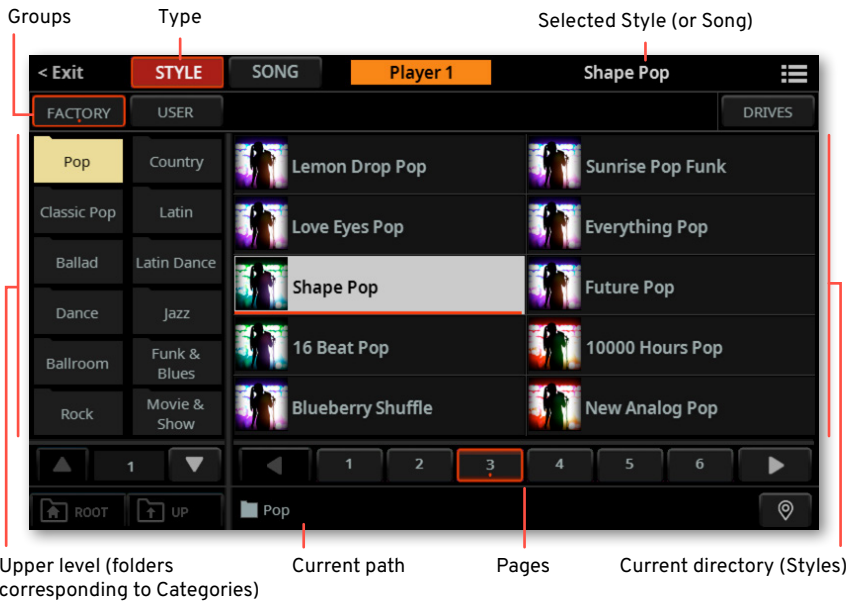 Groups
Type
Selected Style (or Song)
< Exit
STYLE
SONG
Player 1
Shape Pop
FACTORY
USER
DRIVES
Pop
Country
Lemon Drop Pop
Sunrise Pop Funk
Classic Pop
Latin
Love Eyes Pop
Everything Pop
Ballad
Latin Dance
Shape Pop
Future Pop
Dance
Jazz
16 Beat Pop
10000 Hours Pop
Ballroom
Funk &
Blues
Blueberry Shuffle
New Analog Pop
Rock
Movie &
Show
1
1
2
3
4
5
6
ROOT
UP
Pop
Upper level (folders
corresponding to Categories)
Current path
Pages
Current directory (Styles)